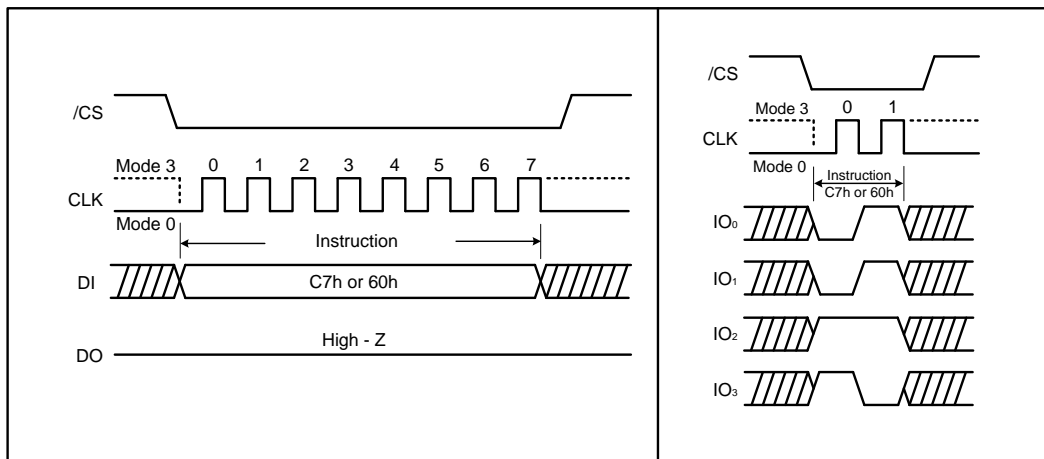 /CS
Mode 3
0 1 2 3 4 5 6 7
CLK
Mode 0
Instruction
DI
C7h or 60h
High - Z
DO
/CS
Mode 3
0 1
CLK
Mode 0
Instruction
C7h or 60h
IO0
IO1
IO2
IO3